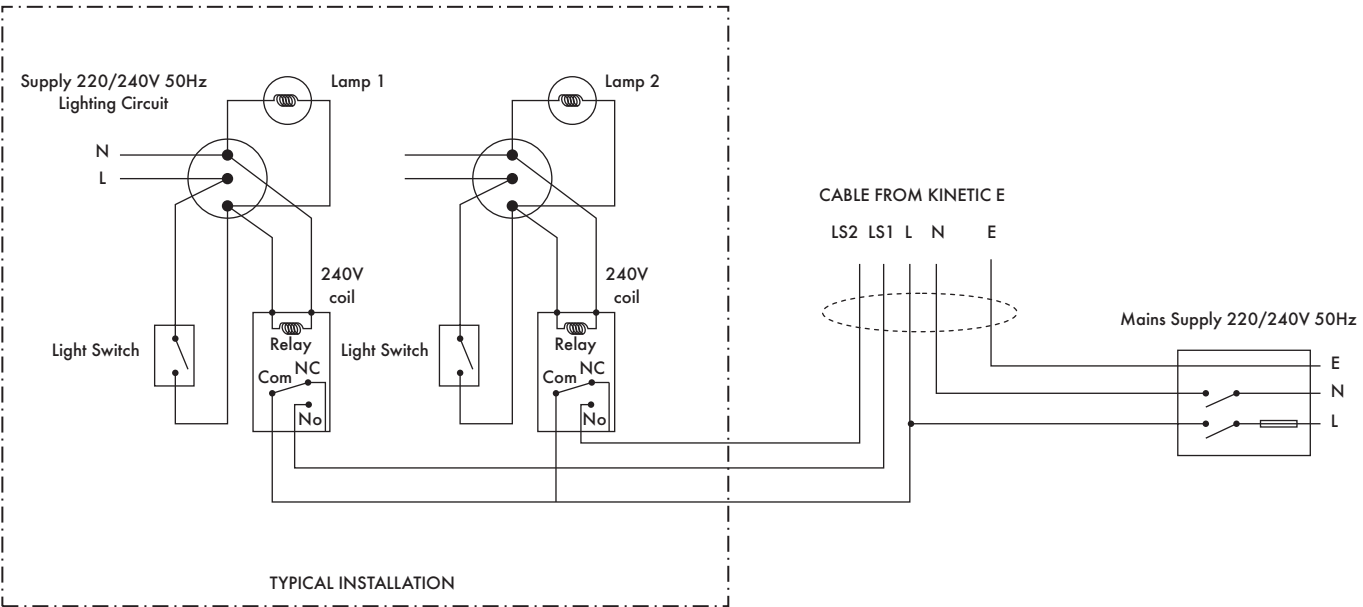 Supply 220/240V 50Hz
Lighting Circuit
Lamp 1
Lamp 2
N
L
CABLE FROM KINETIC E
LS2 LS1 L N E
240V
coil
240V
coil
Mains Supply 220/240V 50Hz
Light Switch
Relay
Light Switch
Relay
Com NC
No
Com NC
No
E
N
L
TYPICAL INSTALLATION